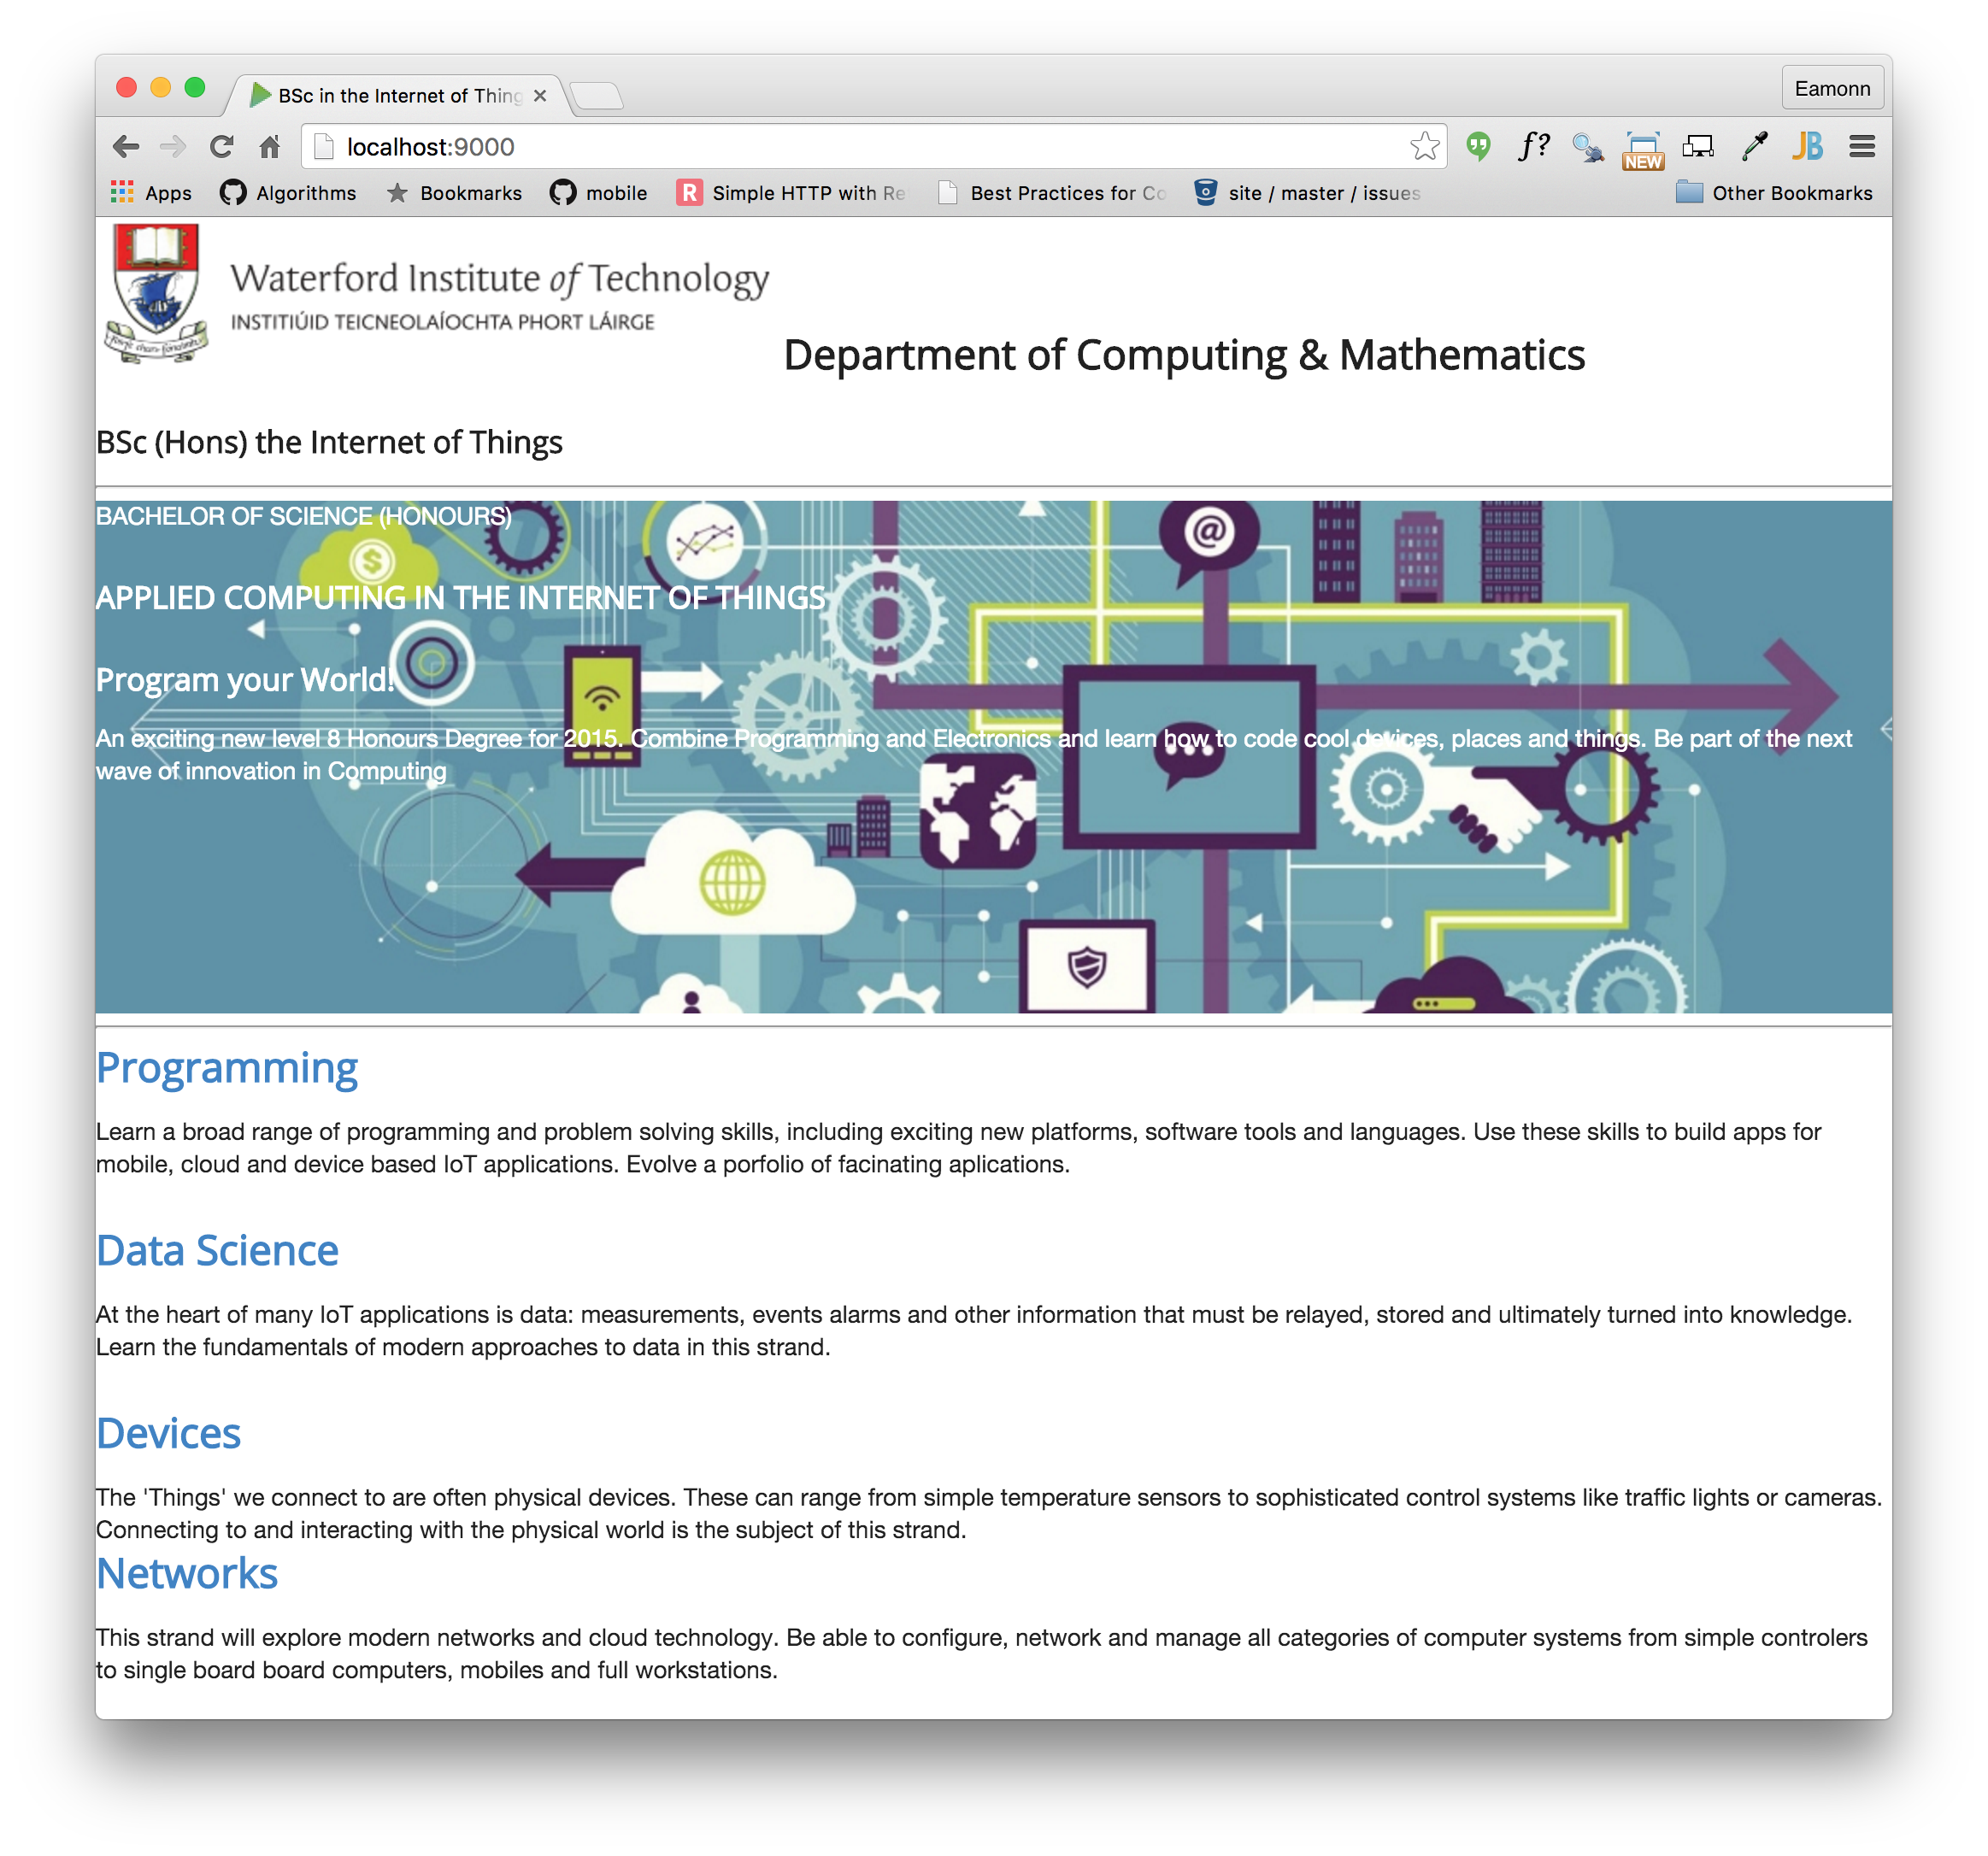 BSc in the Internet of Thing
Eamonn
localhost:9000
f?
NEW
JB
Apps
Algorithms
Bookmarks
mobile
R
Simple HTTP with Re
Best Practices for Co
site / master / issues
Other Bookmarks
Waterford Institute of Technology
INSTITIÚID TEICNEOLAÍOCHTA PHORT LÁIRGE
Department of Computing & Mathematics
BSc (Hons) the Internet of Things
BACHELOR OF SCIENCE (HONOURS)
APPLIED COMPUTING IN THE INTERNET OF THINGS
Program your World!
An exciting new level 8 Honours Degree for 2015. Combine Programming and Electronics and learn how to code cool devices, places and things. Be part of the next
wave of innovation in Computing
Programming
Learn a broad range of programming and problem solving skills, including exciting new platforms, software tools and languages. Use these skills to build apps for
mobile, cloud and device based IoT applications. Evolve a porfolio of facinating aplications.
Data Science
At the heart of many IoT applications is data: measurements, events alarms and other information that must be relayed, stored and ultimately turned into knowledge.
Learn the fundamentals of modern approaches to data in this strand.
Devices
The 'Things' we connect to are often physical devices. These can range from simple temperature sensors to sophisticated control systems like traffic lights or cameras.
Connecting to and interacting with the physical world is the subject of this strand.
Networks
This strand will explore modern networks and cloud technology. Be able to configure, network and manage all categories of computer systems from simple controlers
to single board board computers, mobiles and full workstations.